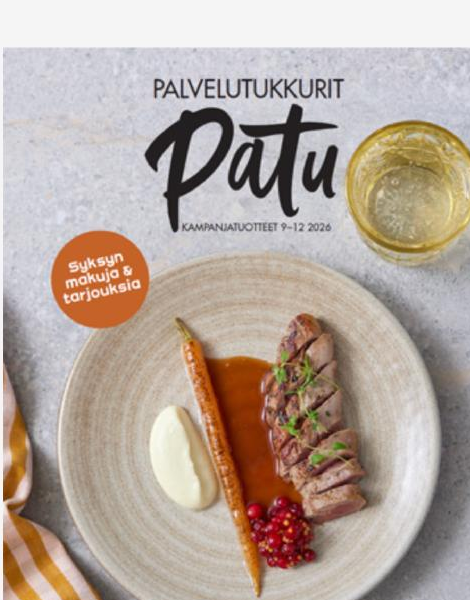 PALVELUTUKKURIT
Patu
KAMPANJATUOTTEET 9–12 2026
Syksyn
makuja &
tarjouksia